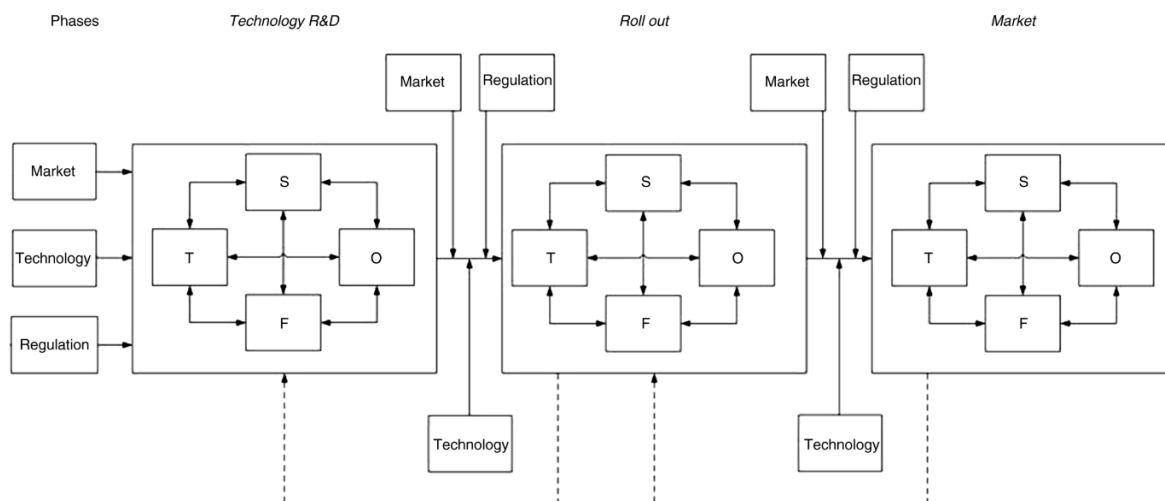 Phases
Technology R&D
Roll out
Market
Market
Regulation
Market
Regulation
Market
S
S
S
Technology
T
O
T
O
T
O
Regulation
F
F
F
Technology
Technology